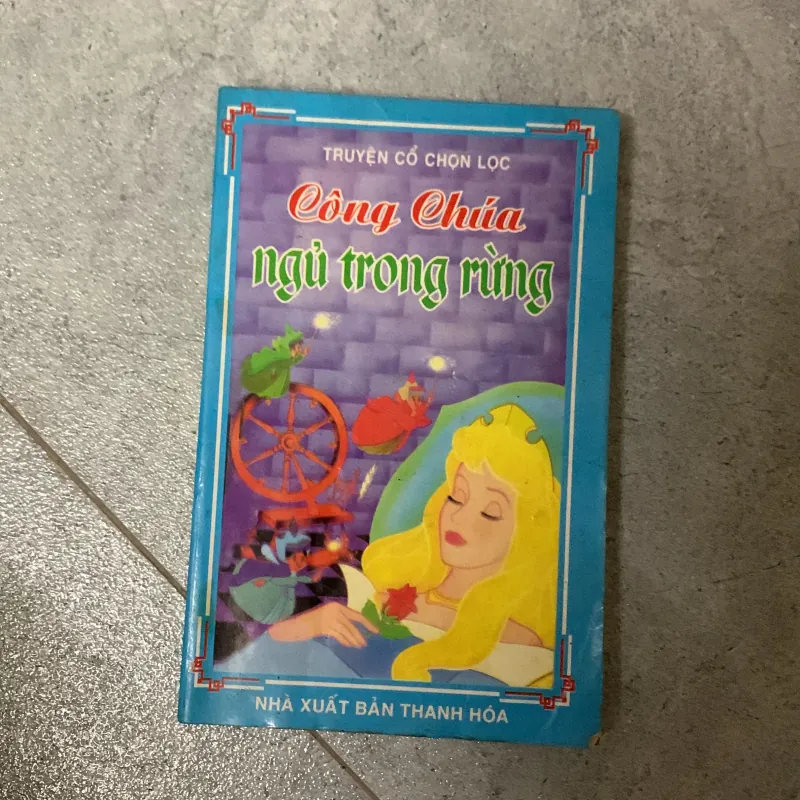 TRUYỆN CỔ CHỌN LỌC
Công Chúa
ngủ trong rừng
NHÀ XUẤT BẢN THANH HÓA